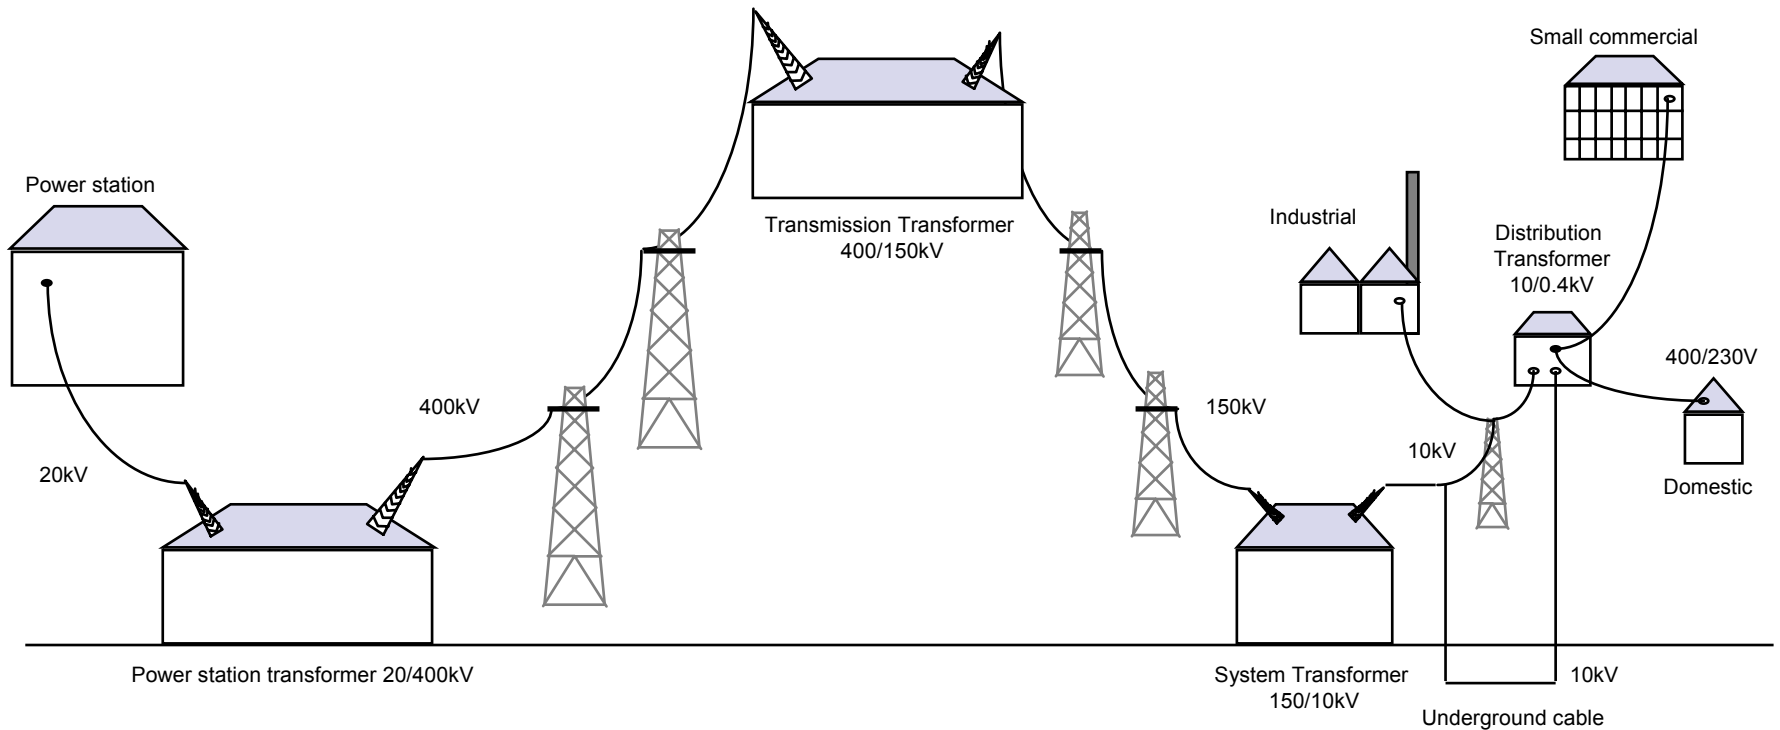 Small commercial
Power station
Transmission Transformer
400/150kV
Industrial
Distribution
Transformer
10/0.4kV
400/230V
400kV
150kV
10kV
20kV
Domestic
Power station transformer 20/400kV
System Transformer
150/10kV
10kV
Underground cable